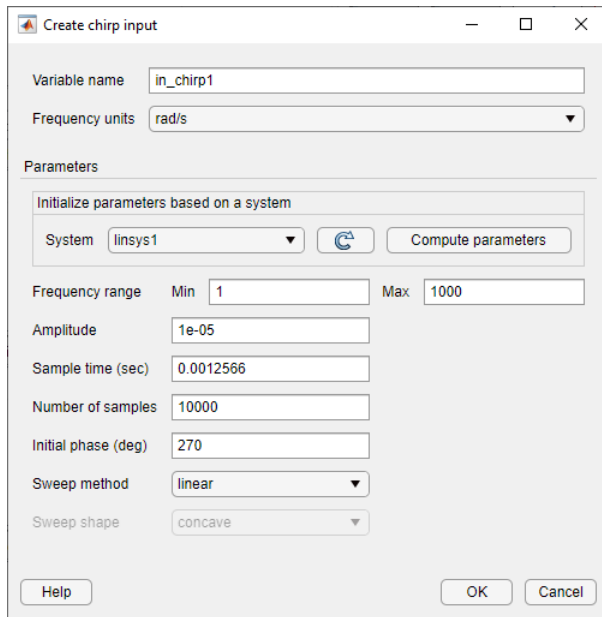 Create chirp input
Variable name in_chirp1
Frequency units rad/s
Parameters
Initialize parameters based on a system
System linsys1 Compute parameters
Frequency range Min 1 Max 1000
Amplitude 1e-05
Sample time (sec) 0.0012566
Number of samples 10000
Initial phase (deg) 270
Sweep method linear
Sweep shape concave
Help OK Cancel